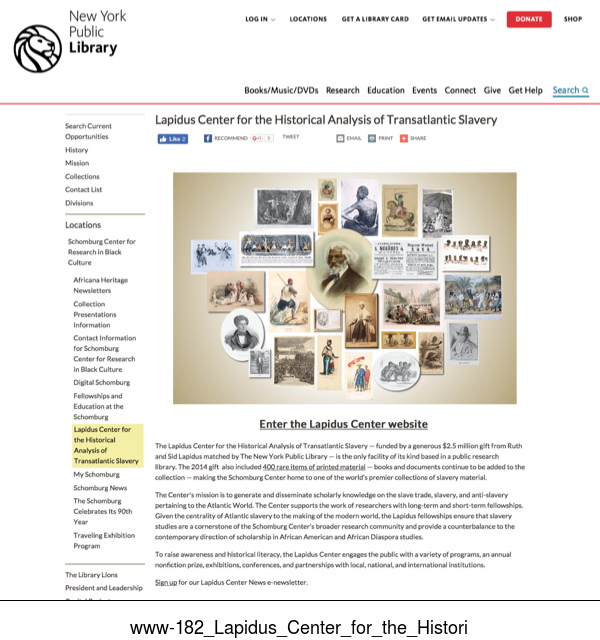 New York
Public
Library
LOG IN
LOCATIONS
GET A LIBRARY CARD
GET EMAIL UPDATES
DONATE
SHOP
Books/Music/DVDs Research Education Events Connect Give Get Help Search
Lapidus Center for the Historical Analysis of Transatlantic Slavery
Like 2
RECOMMEND
TWEET
EMAIL
PRINT
SHARE
Search Current
Opportunities
History
Mission
Collections
Contact List
Divisions
Locations
Schomburg Center for
Research in Black
Culture
Africana Heritage
Newsletters
Collection
Presentations
Information
Contact Information
for Schomburg
Center for Research
in Black Culture
Digital Schomburg
Fellowships and
Education at the
Schomburg
Lapidus Center for
the Historical
Analysis of
Transatlantic Slavery
My Schomburg
Schomburg News
The Schomburg
Celebrates Its 90th
Year
Traveling Exhibition
Program
The Library Lions
President and Leadership
Enter the Lapidus Center website
The Lapidus Center for the Historical Analysis of Transatlantic Slavery — funded by a generous $2.5 million gift from Ruth
and Sid Lapidus matched by The New York Public Library — is the only facility of its kind based in a public research
library. The 2014 gift also included 400 rare items of printed material — books and documents continue to be added to the
collection — making the Schomburg Center home to one of the world's premier collections of slavery material.
The Center's mission is to generate and disseminate scholarly knowledge on the slave trade, slavery, and anti-slavery
pertaining to the Atlantic World. The Center supports the work of researchers with long-term and short-term fellowships.
Given the centrality of Atlantic slavery to the making of the modern world, the Lapidus fellowships ensure that slavery
studies are a cornerstone of the Schomburg Center's broader research community and provide a counterbalance to the
contemporary direction of scholarship in African American and African Diaspora studies.
To raise awareness and historical literacy, the Lapidus Center engages the public with a variety of programs, an annual
nonfiction prize, exhibitions, conferences, and partnerships with local, national, and international institutions.
Sign up for our Lapidus Center News e-newsletter.
www-182_Lapidus_Center_for_the_Histori